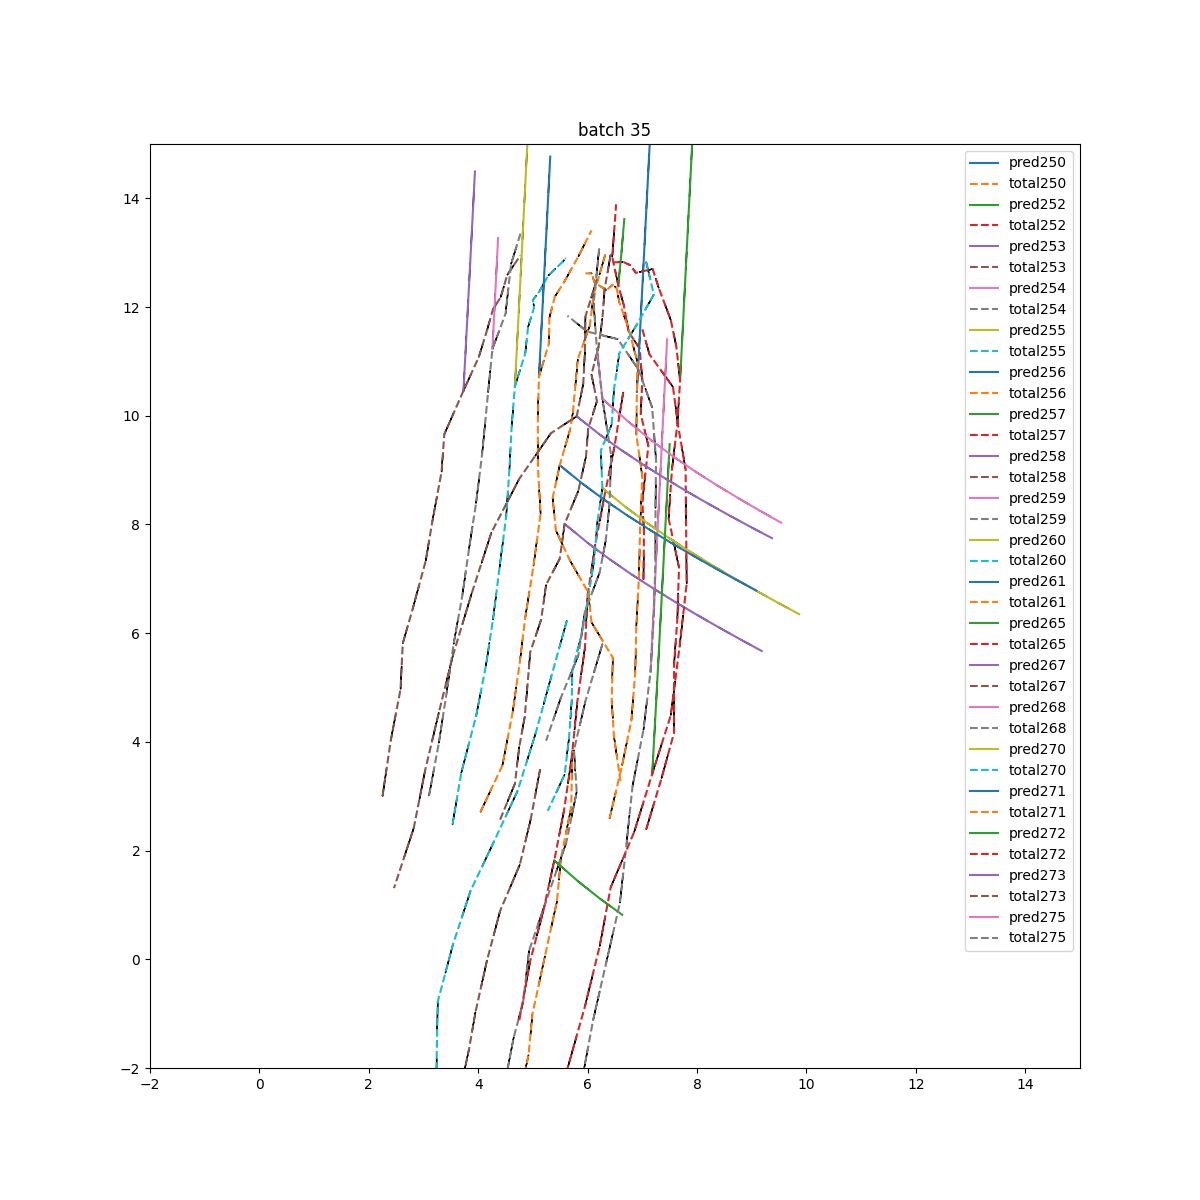 batch 35
14
12
10
8
6
4
2
0
−2
−2
0
2
4
6
8
10
12
14
pred250
total250
pred252
total252
pred253
total253
pred254
total254
pred255
total255
pred256
total256
pred257
total257
pred258
total258
pred259
total259
pred260
total260
pred261
total261
pred265
total265
pred267
total267
pred268
total268
pred270
total270
pred271
total271
pred272
total272
pred273
total273
pred275
total275